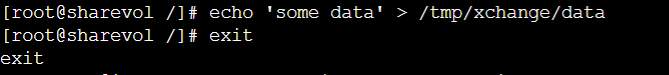 [root@sharevol /]# echo 'some data' > /tmp/xchange/data
[root@sharevol /]# exit
exit